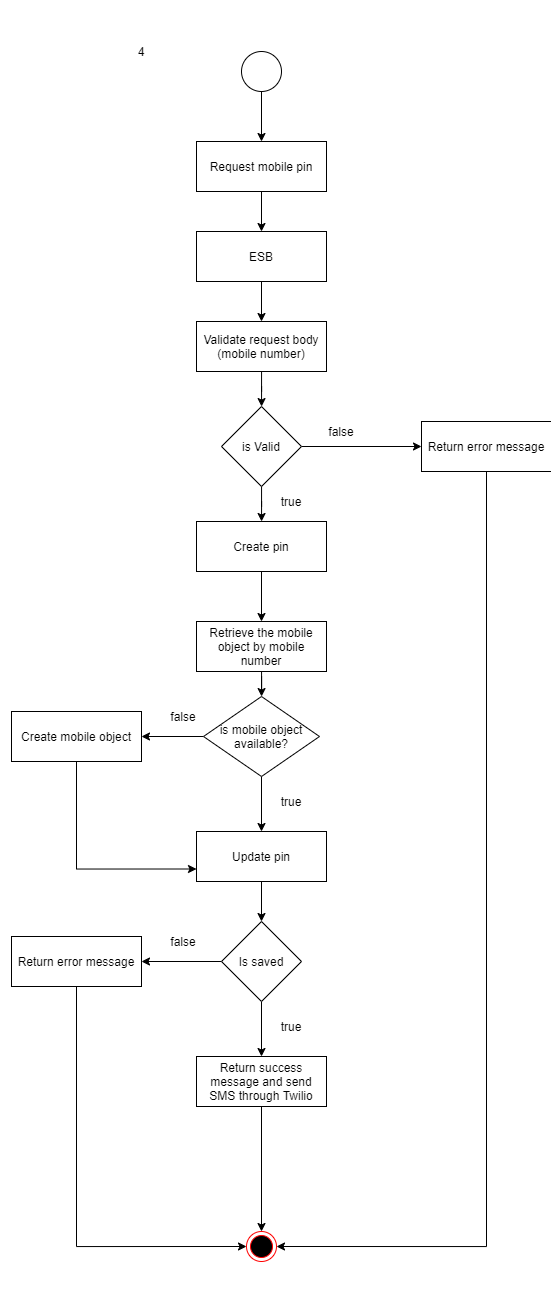 4
Request mobile pin
ESB
Validate request body
(mobile number)
is Valid
false
Return error message
true
Create pin
Retrieve the mobile
object by mobile
number
is mobile object
available?
false
Create mobile object
true
Update pin
Is saved
false
Return error message
true
Return success
message and send
SMS through Twilio